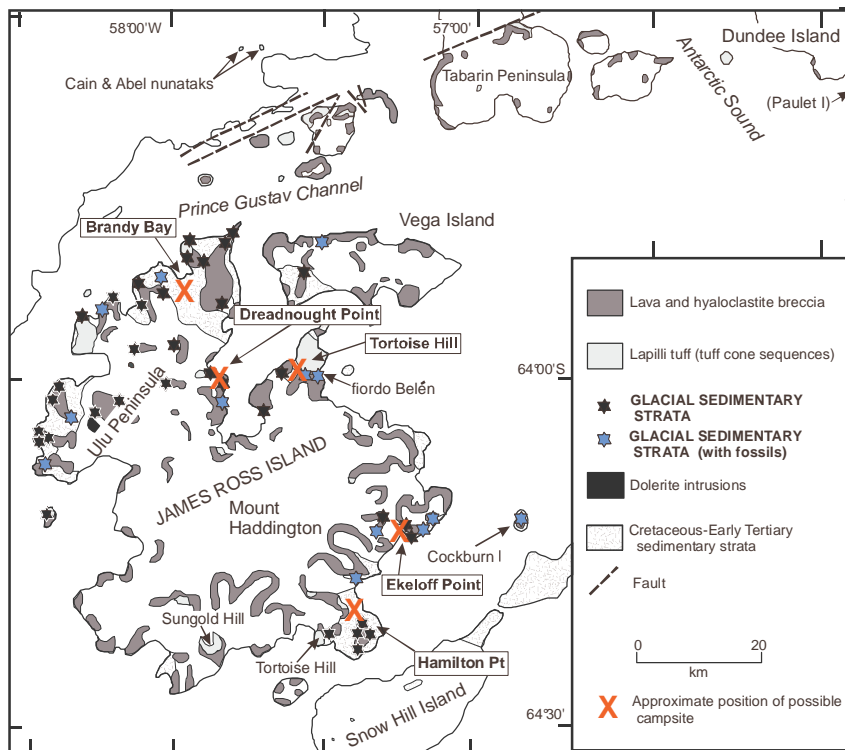 58°00'W
57°00'
Dundee Island
Cain & Abel nunataks
Tabarin Peninsula
Antarctic Sound
(Paulet I)
Prince Gustav Channel
Brandy Bay
Vega Island
Dreadnought Point
Tortoise Hill
64°00'S
fiordo Belén
Ulu Peninsula
JAMES ROSS ISLAND
Mount
Haddington
Cockburn I
Ekeloff Point
Sungold Hill
Tortoise Hill
Hamilton Pt
Snow Hill Island
64°30'
Lava and hyaloclastite breccia
Lapilli tuff (tuff cone sequences)
GLACIAL SEDIMENTARY
STRATA
GLACIAL SEDIMENTARY
STRATA (with fossils)
Dolerite intrusions
Cretaceous-Early Tertiary
sedimentary strata
Fault
0 20
km
X Approximate position of possible
campsite